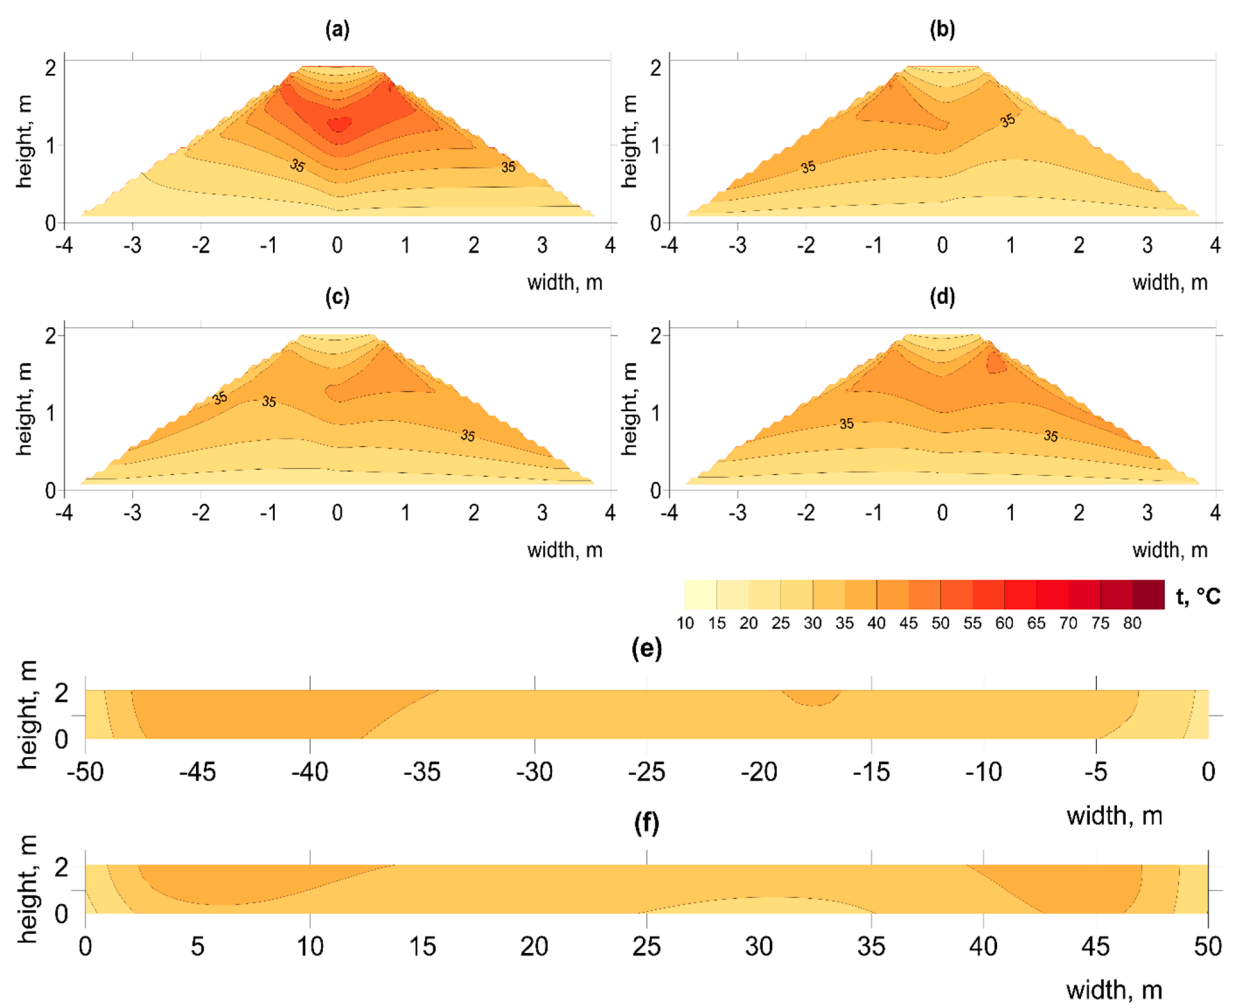 (a) (b)
2 2
1 1
0 0
height, m height, m
35 35 35 35
-4 -3 -2 -1 0 1 2 3 4 -4 -3 -2 -1 0 1 2 3 4
width, m width, m
(c) (d)
2 2
1 1
0 0
height, m height, m
35 35 35 35 35
-4 -3 -2 -1 0 1 2 3 4 -4 -3 -2 -1 0 1 2 3 4
width, m width, m
t, °C
10 15 20 25 30 35 40 45 50 55 60 65 70 75 80
(e)
2
0
height, m
-50 -45 -40 -35 -30 -25 -20 -15 -10 -5 0
width, m
(f)
2
0
height, m
0 5 10 15 20 25 30 35 40 45 50
width, m